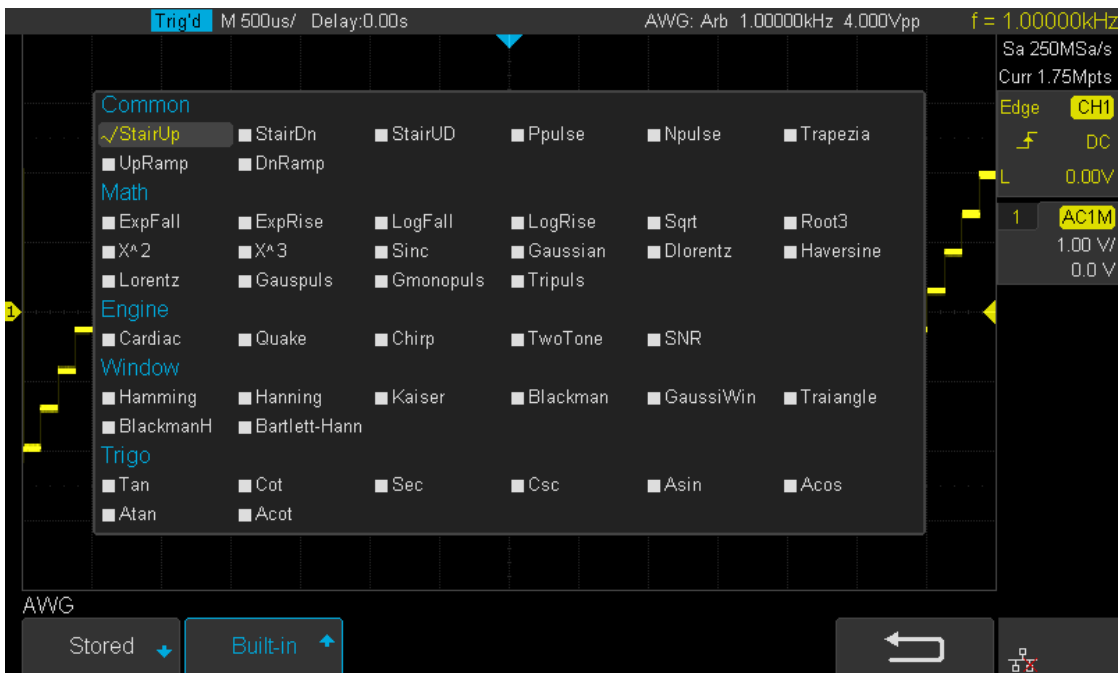 Trig'd M 500us/ Delay:0.00s AWG: Arb 1.00000kHz 4.000Vpp f = 1.00000kHz
Sa 250MSa/s
Curr 1.75Mpts
Edge CH1
DC
L 0.00V
1 AC1M
1.00 V/
0.0 V
Common
StairUp StairDn StairUD Ppulse Npulse Trapezia
UpRamp DnRamp
Math
ExpFall ExpRise LogFall LogRise Sqrt Root3
X^2 X^3 Sinc Gaussian Dlorentz Haversine
Lorentz Gauspuls Gmonopuls Tripuls
1
Engine
Cardiac Quake Chirp TwoTone SNR
Window
Hamming Hanning Kaiser Blackman GaussiWin Traiangle
BlackmanH Bartlett-Hann
Trigo
Tan Cot Sec Csc Asin Acos
Atan Acot
AWG
Stored Built-in